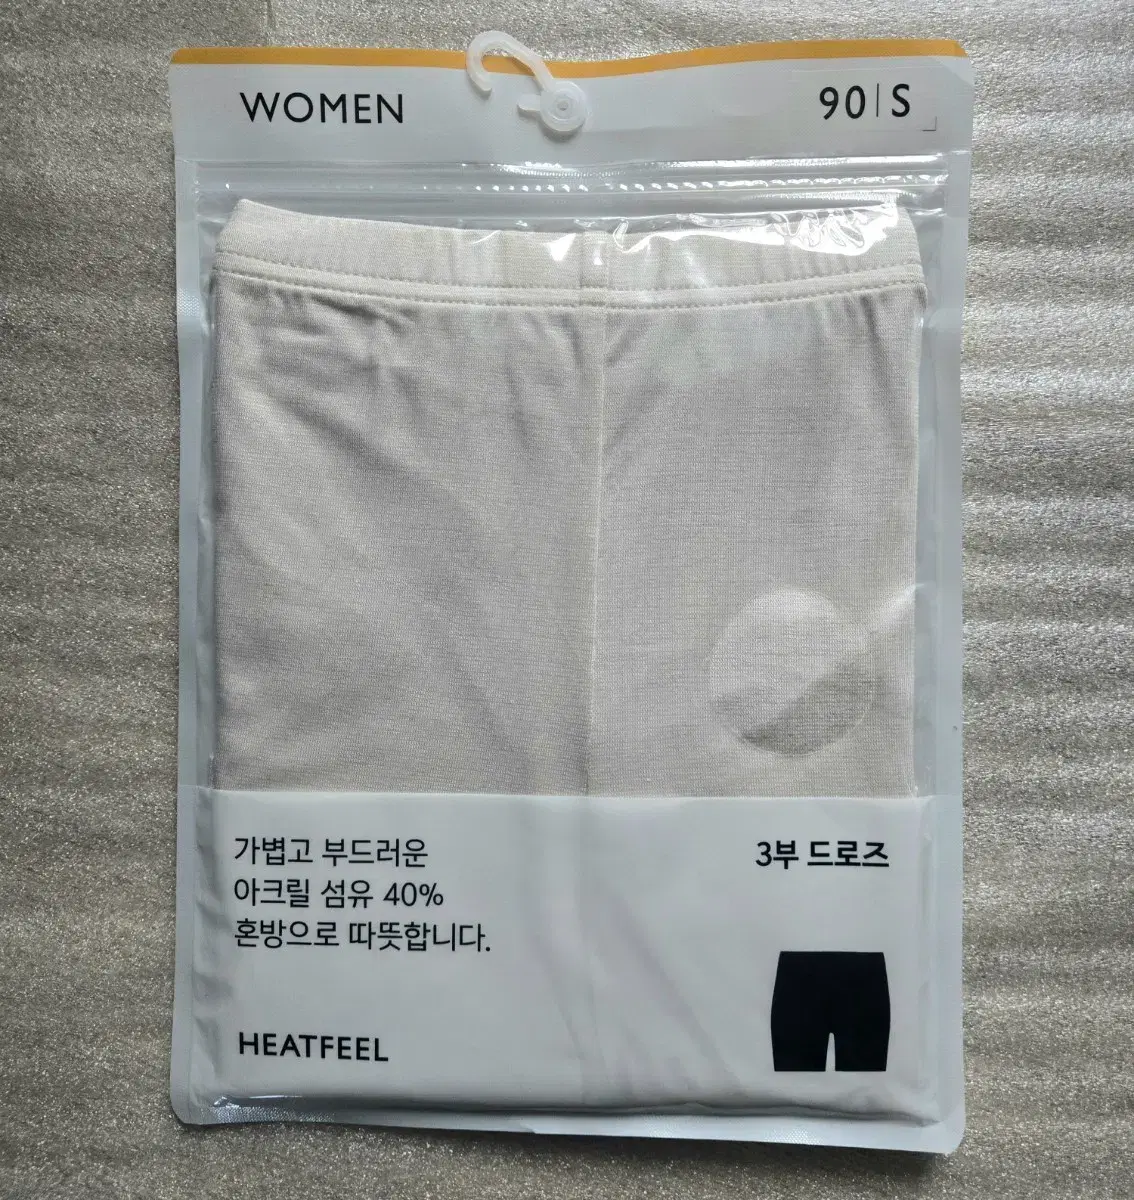 WOMEN
90|S
가볍고 부드러운
아크릴 섬유 40%
혼방으로 따뜻합니다.
3부 드로즈
HEATFEEL